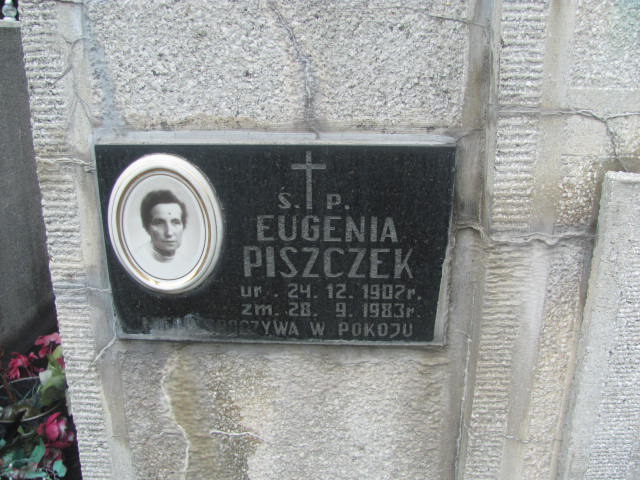 Ś. P.
EUGENIA
PISZCZEK
ur. 24. 12. 1907r.
zm. 28. 9. 1983r.
W POKOJU